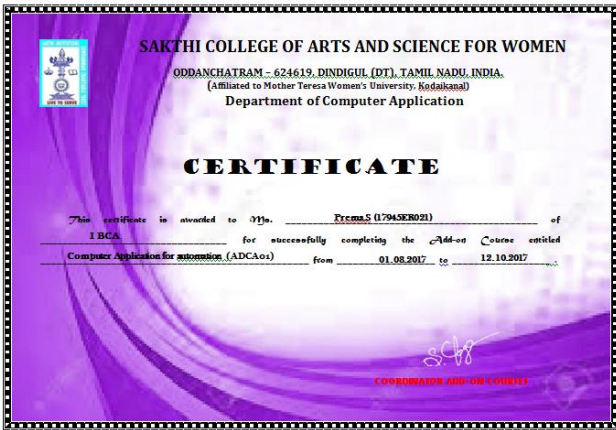 SAKTHI COLLEGE OF ARTS AND SCIENCE FOR WOMEN
ODDANCHATRAM – 624619, DINDIGUL (DT), TAMIL NADU, INDIA.
(Affiliated to Mother Teresa Women's University, Kodaikanal)
Department of Computer Application
CERTIFICATE
This certificate is awarded to Ms. Prema.S (17945ER021) of
I BCA for successfully completing the Add-on Course entitled
Computer Application for automation (ADCA01) from 01.08.2017 to 12.10.2017 .
COORDINATOR ADD-ON COURSES
LIVE TO SERVE